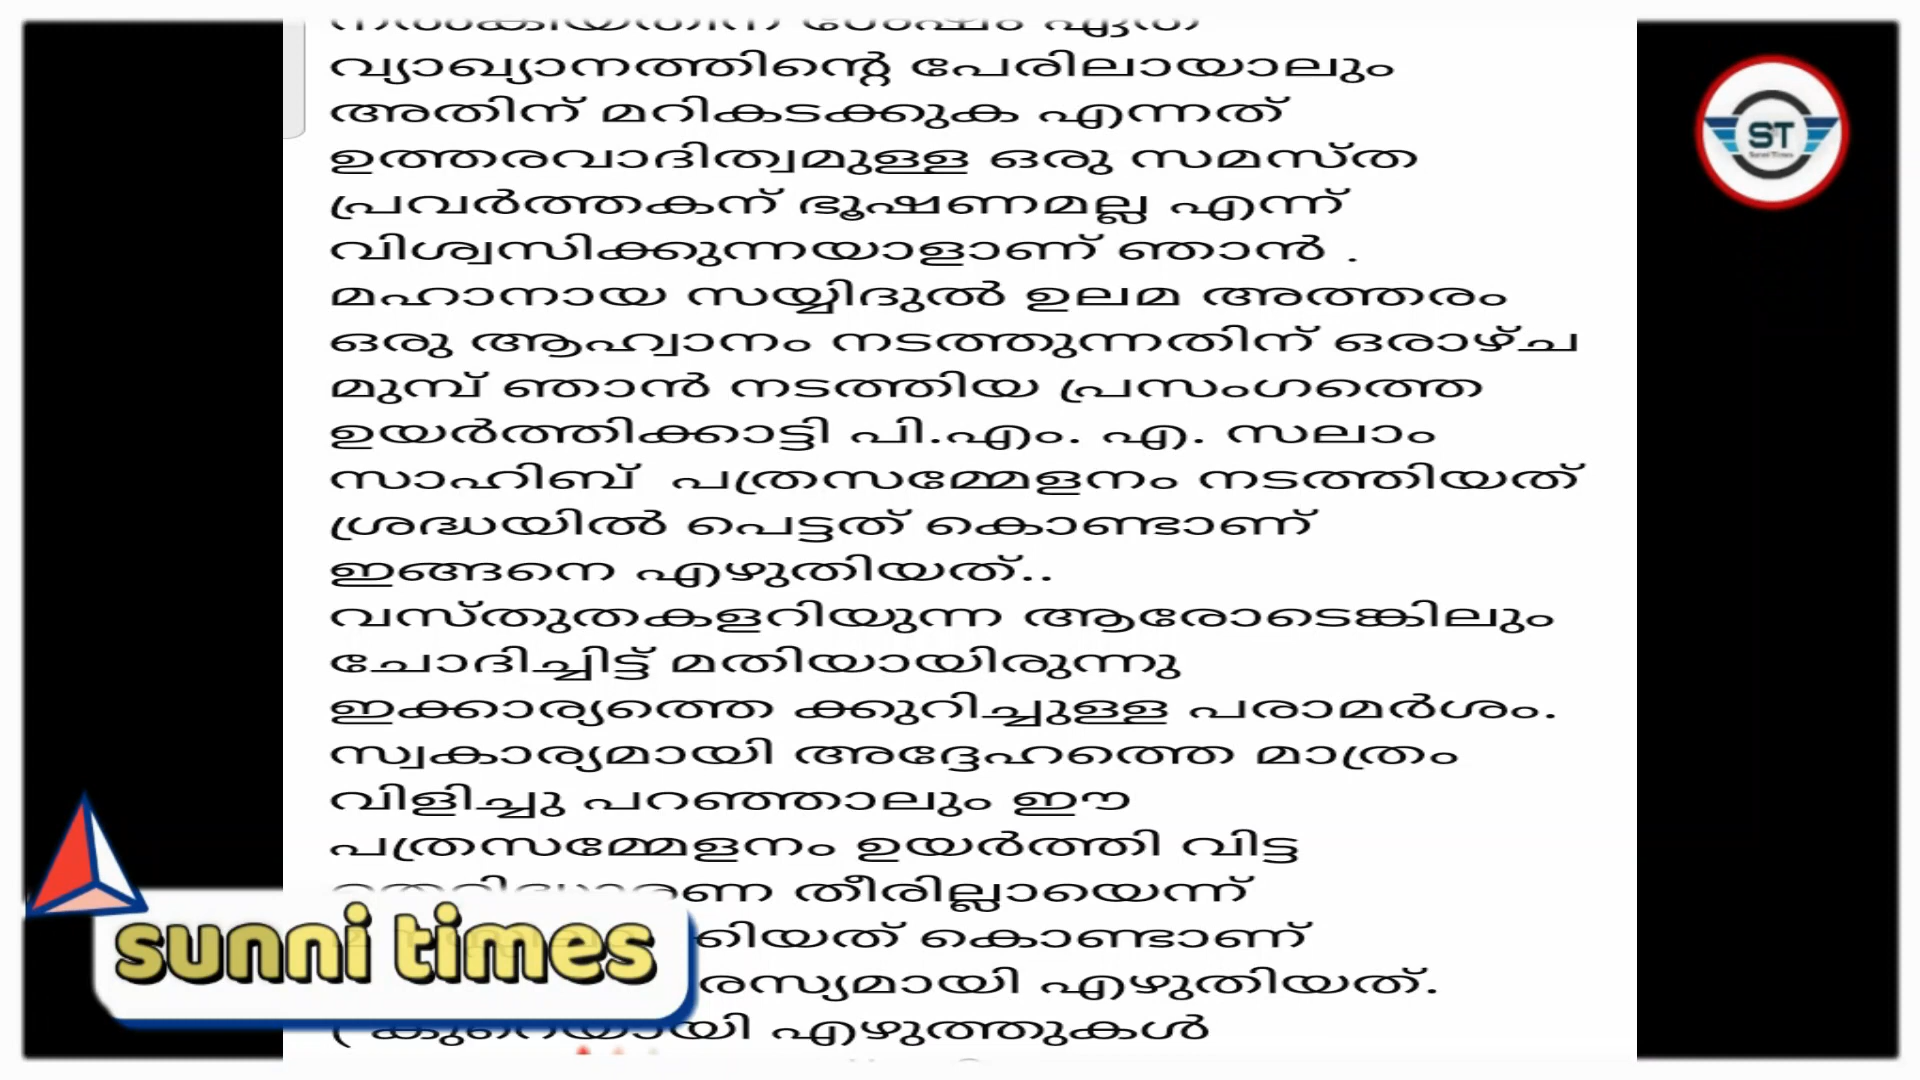 വ്യാഖ്യാനത്തിന്റെ പേരിലായാലും
അതിന് മറികടക്കുക എന്നത്
ഉത്തരവാദിത്വമുള്ള ഒരു സമസ്ത
പ്രവർത്തകന് ഭൂഷണമല്ല എന്ന്
വിശ്വസിക്കുന്നയാളാണ് ഞാൻ .
മഹാനായ സയ്യിദുൽ ഉലമ അത്തരം
ഒരു ആഹ്വാനം നടത്തുന്നതിന് ഒരാഴ്ച
മുമ്പ് ഞാൻ നടത്തിയ പ്രസംഗത്തെ
ഉയർത്തിക്കാട്ടി പി.എം. എ. സലാം
സാഹിബ് പത്രസമ്മേളനം നടത്തിയത്
ശ്രദ്ധയിൽ പെട്ടത് കൊണ്ടാണ്
ഇങ്ങനെ എഴുതിയത്..
വസ്തുതകളറിയുന്ന ആരോടെങ്കിലും
ചോദിച്ചിട്ട് മതിയായിരുന്നു
ഇക്കാര്യത്തെ ക്കുറിച്ചുള്ള പരാമർശം.
സ്വകാര്യമായി അദ്ദേഹത്തെ മാത്രം
വിളിച്ചു പറഞ്ഞാലും ഈ
പത്രസമ്മേളനം ഉയർത്തി വിട്ട
തീരില്ലായെന്ന്
കൊണ്ടാണ്
എഴുതിയത്.
എഴുത്തുകൾ
ST
Sunni Times
sunni times